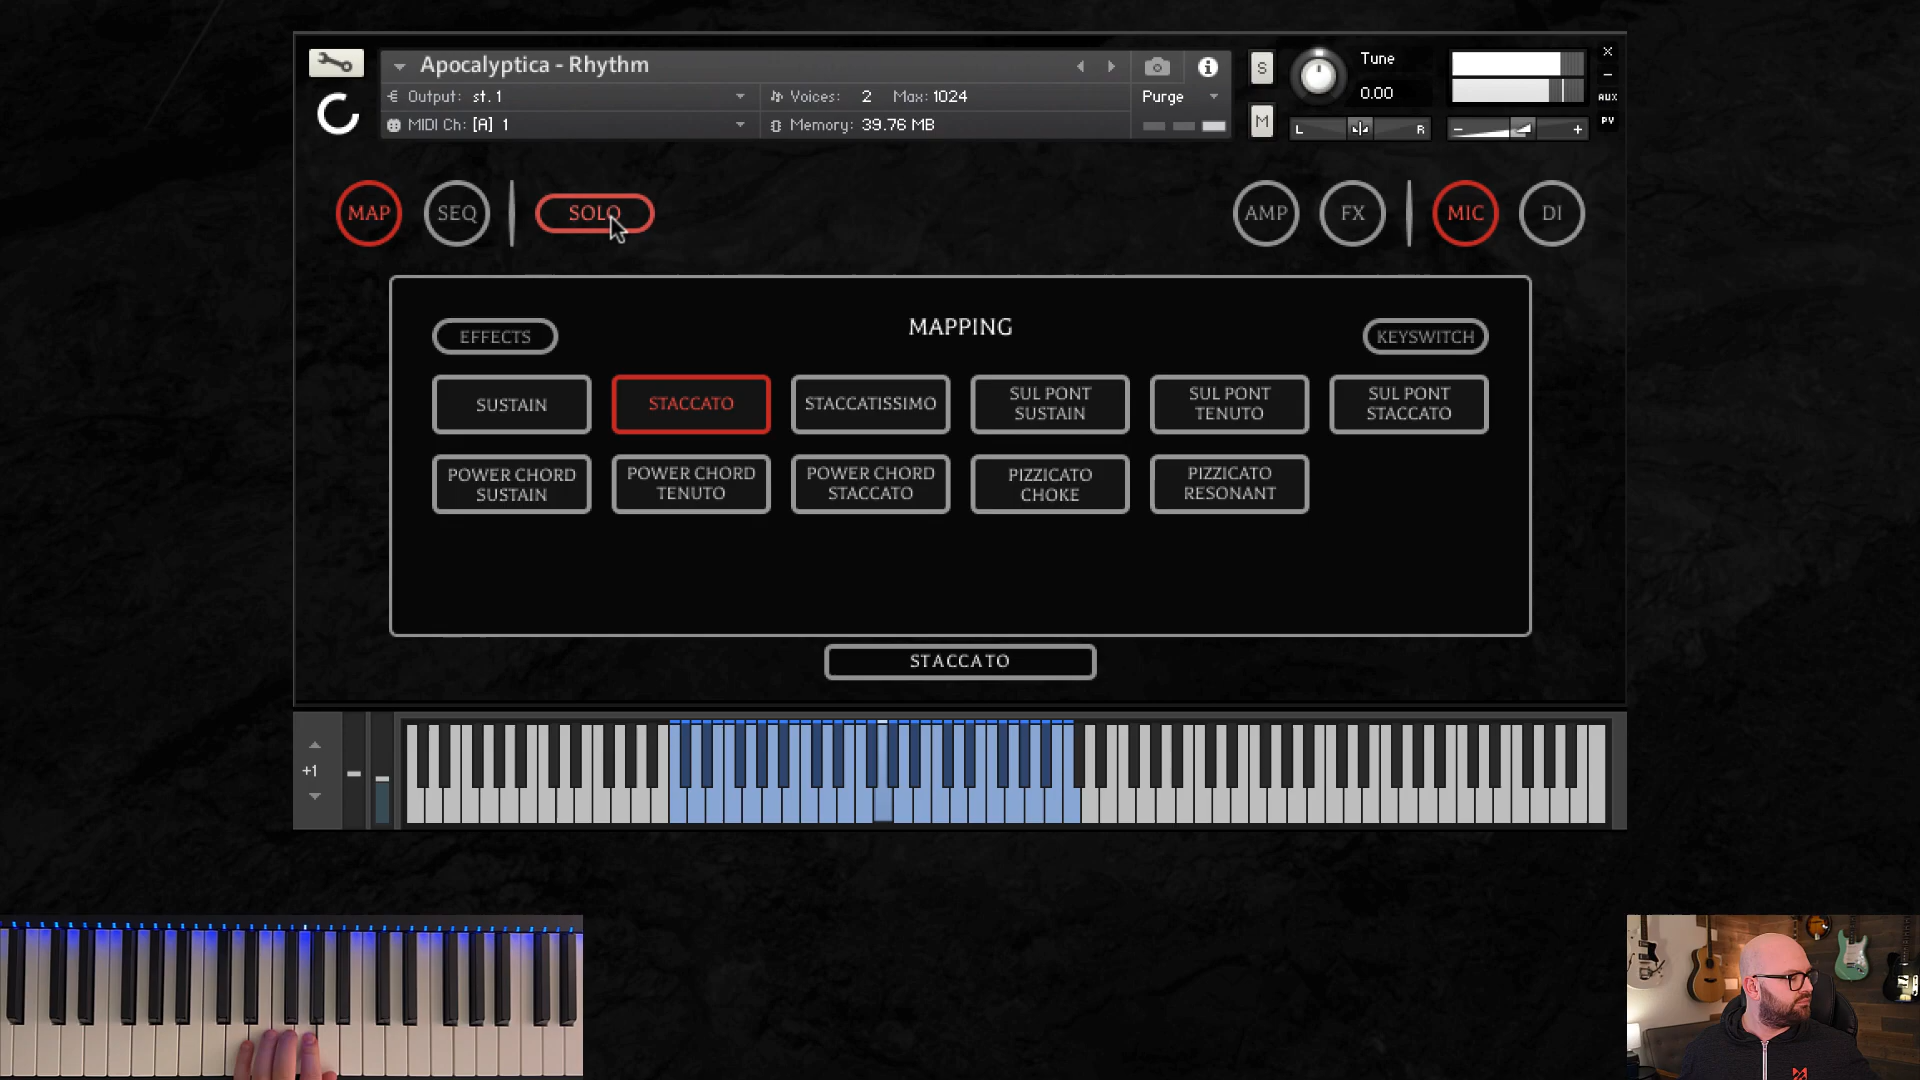 Apocalyptica - Rhythm
Output: st. 1
Voices: 2 Max: 1024
Purge
MIDI Ch: [A] 1
Memory: 39.76 MB
S
M
Tune
0.00
L R
- +
AUX
PV
MAP
SEQ
SOLO
AMP
FX
MIC
DI
EFFECTS
MAPPING
KEYSWITCH
SUSTAIN
STACCATO
STACCATISSIMO
SUL PONT
SUSTAIN
SUL PONT
TENUTO
SUL PONT
STACCATO
POWER CHORD
SUSTAIN
POWER CHORD
TENUTO
POWER CHORD
STACCATO
PIZZICATO
CHOKE
PIZZICATO
RESONANT
STACCATO
+1